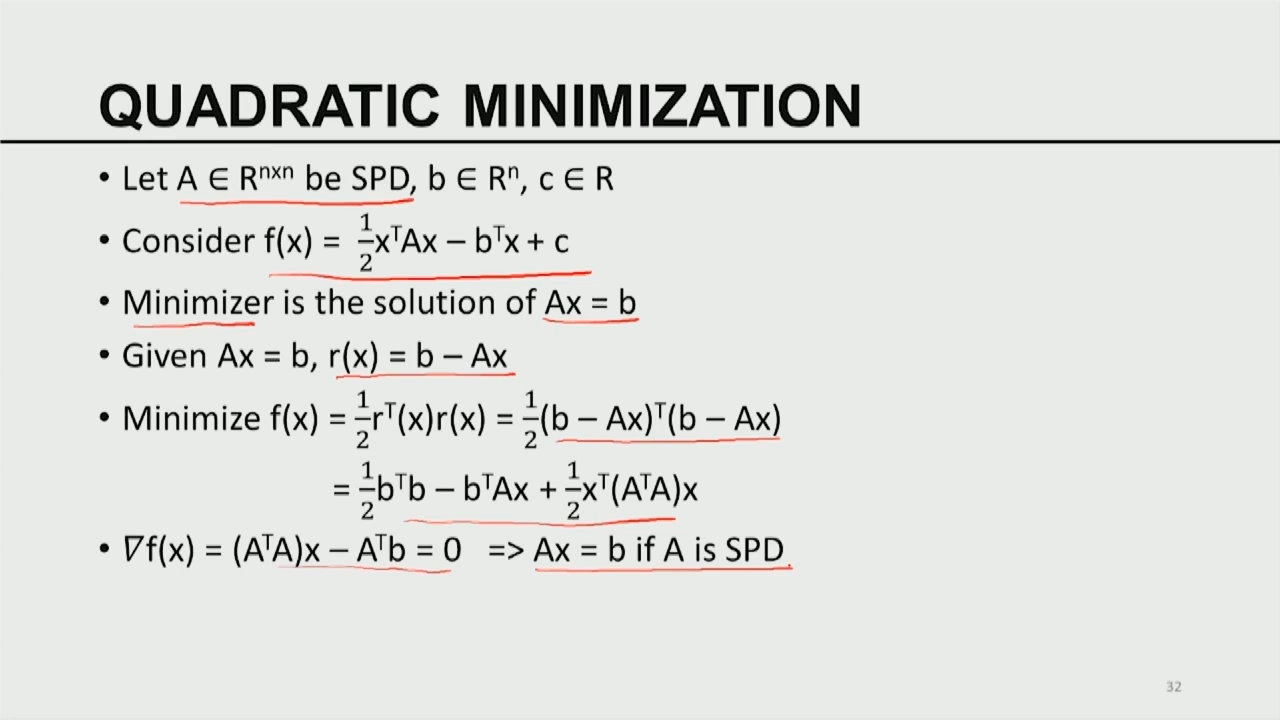 QUADRATIC MINIMIZATION
• Let A ∈ Rⁿˣⁿ be SPD, b ∈ Rⁿ, c ∈ R
• Consider f(x) = ½xᵀAx – bᵀx + c
• Minimizer is the solution of Ax = b
• Given Ax = b, r(x) = b – Ax
• Minimize f(x) = ½rᵀ(x)r(x) = ½(b – Ax)ᵀ(b – Ax)
= ½bᵀb – bᵀAx + ½xᵀ(AᵀA)x
• ∇f(x) = (AᵀA)x – Aᵀb = 0 => Ax = b if A is SPD
32